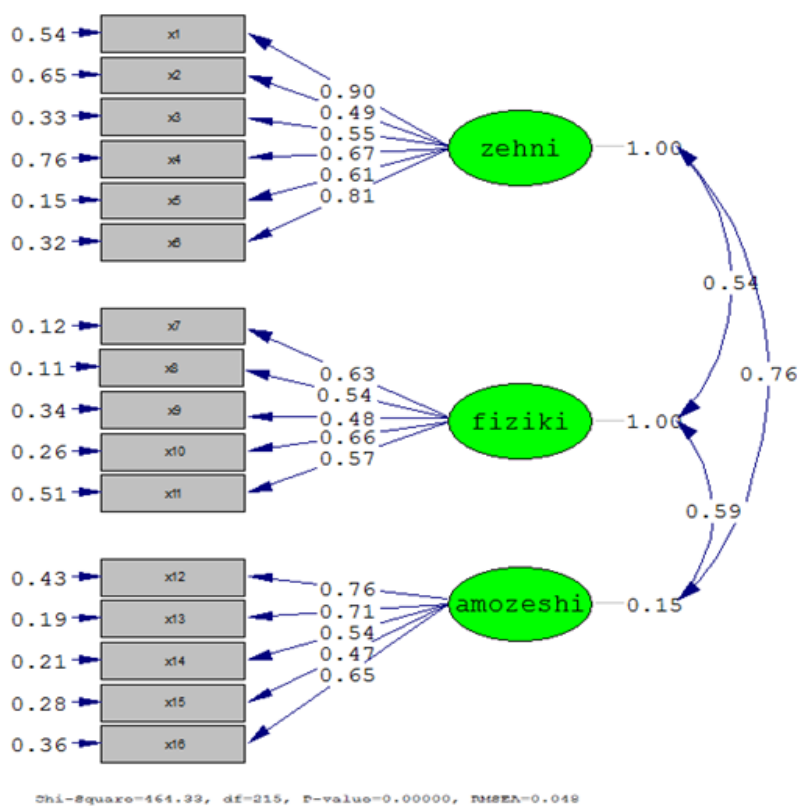 0.54 x1
0.65 x2
0.33 x3
0.76 x4
0.15 x5
0.32 x6
0.90
0.49
0.55
0.67
0.61
0.81
zehni 1.00
0.12 x7
0.11 x8
0.34 x9
0.26 x10
0.51 x11
0.63
0.54
0.48
0.66
0.57
fiziki 1.00
0.43 x12
0.19 x13
0.21 x14
0.28 x15
0.36 x16
0.76
0.71
0.54
0.47
0.65
amozeshi 0.15
0.54
0.76
0.59
Chi-Square=464.33, df=215, P-value=0.00000, RMSEA=0.048